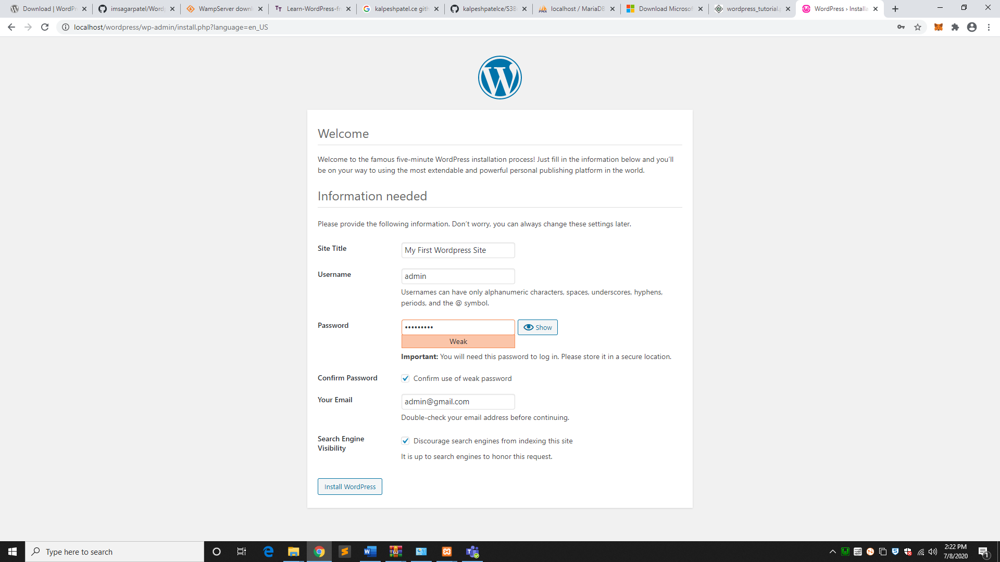 Download | WordPr
imsagarpatel/Word
WampServer downl
Learn-WordPress-fr
kalpeshpatel.ce gith
kalpeshpatelce/S3B
localhost / MariaDB
Download Microsof
wordpress_tutorial.p
WordPress › Installa
localhost/wordpress/wp-admin/install.php?language=en_US
Welcome
Welcome to the famous five-minute WordPress installation process! Just fill in the information below and you’ll
be on your way to using the most extendable and powerful personal publishing platform in the world.
Information needed
Please provide the following information. Don’t worry, you can always change these settings later.
Site Title
My First Wordpress Site
Username
admin
Usernames can have only alphanumeric characters, spaces, underscores, hyphens,
periods, and the @ symbol.
Password
•••••••••
Show
Weak
Important: You will need this password to log in. Please store it in a secure location.
Confirm Password
Confirm use of weak password
Your Email
admin@gmail.com
Double-check your email address before continuing.
Search Engine
Visibility
Discourage search engines from indexing this site
It is up to search engines to honor this request.
Install WordPress
Type here to search
2:22 PM
7/8/2020
1